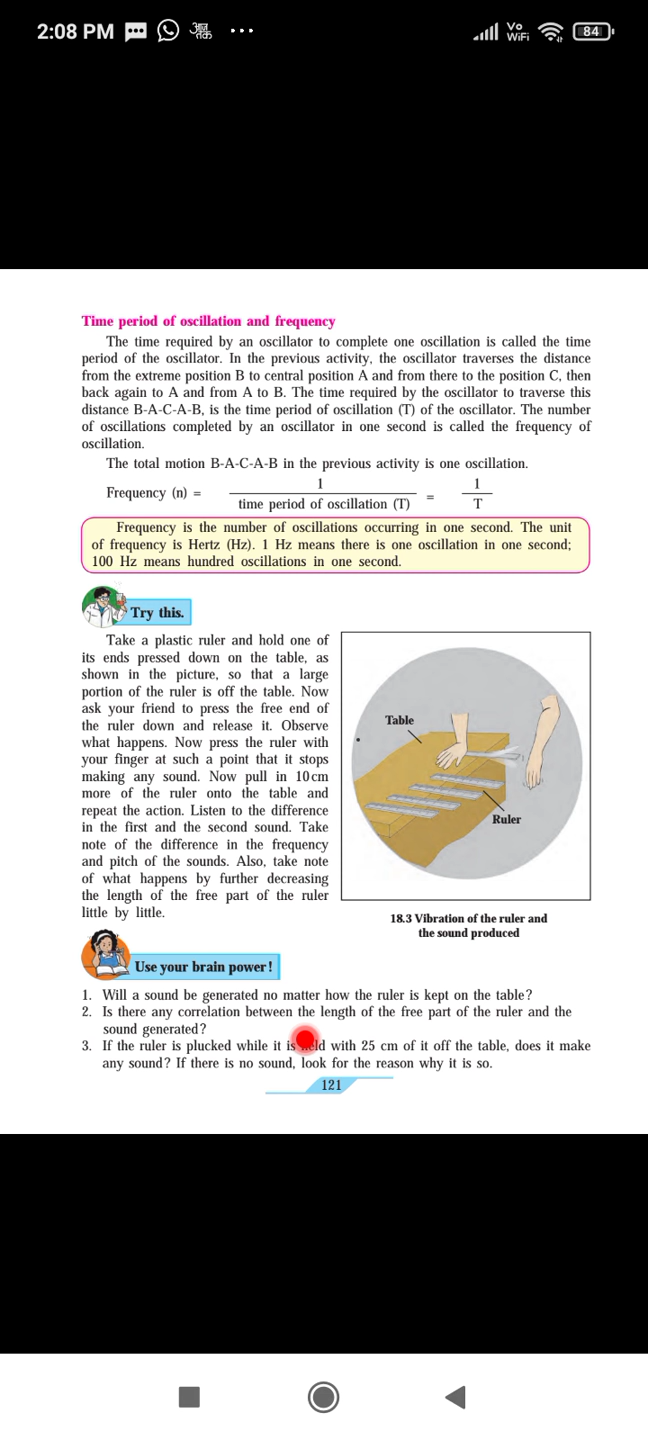 2:08 PM
आज तक
Vo
WiFi
84
Time period of oscillation and frequency
The time required by an oscillator to complete one oscillation is called the time
period of the oscillator. In the previous activity, the oscillator traverses the distance
from the extreme position B to central position A and from there to the position C, then
back again to A and from A to B. The time required by the oscillator to traverse this
distance B-A-C-A-B, is the time period of oscillation (T) of the oscillator. The number
of oscillations completed by an oscillator in one second is called the frequency of
oscillation.
The total motion B-A-C-A-B in the previous activity is one oscillation.
Frequency (n) = 1 / time period of oscillation (T) = 1 / T
Frequency is the number of oscillations occurring in one second. The unit
of frequency is Hertz (Hz). 1 Hz means there is one oscillation in one second;
100 Hz means hundred oscillations in one second.
Try this.
Take a plastic ruler and hold one of
its ends pressed down on the table, as
shown in the picture, so that a large
portion of the ruler is off the table. Now
ask your friend to press the free end of
the ruler down and release it. Observe
what happens. Now press the ruler with
your finger at such a point that it stops
making any sound. Now pull in 10cm
more of the ruler onto the table and
repeat the action. Listen to the difference
in the first and the second sound. Take
note of the difference in the frequency
and pitch of the sounds. Also, take note
of what happens by further decreasing
the length of the free part of the ruler
little by little.
Table
Ruler
18.3 Vibration of the ruler and
the sound produced
Use your brain power!
1. Will a sound be generated no matter how the ruler is kept on the table?
2. Is there any correlation between the length of the free part of the ruler and the
sound generated?
3. If the ruler is plucked while it is with 25 cm of it off the table, does it make
any sound? If there is no sound, look for the reason why it is so.
121